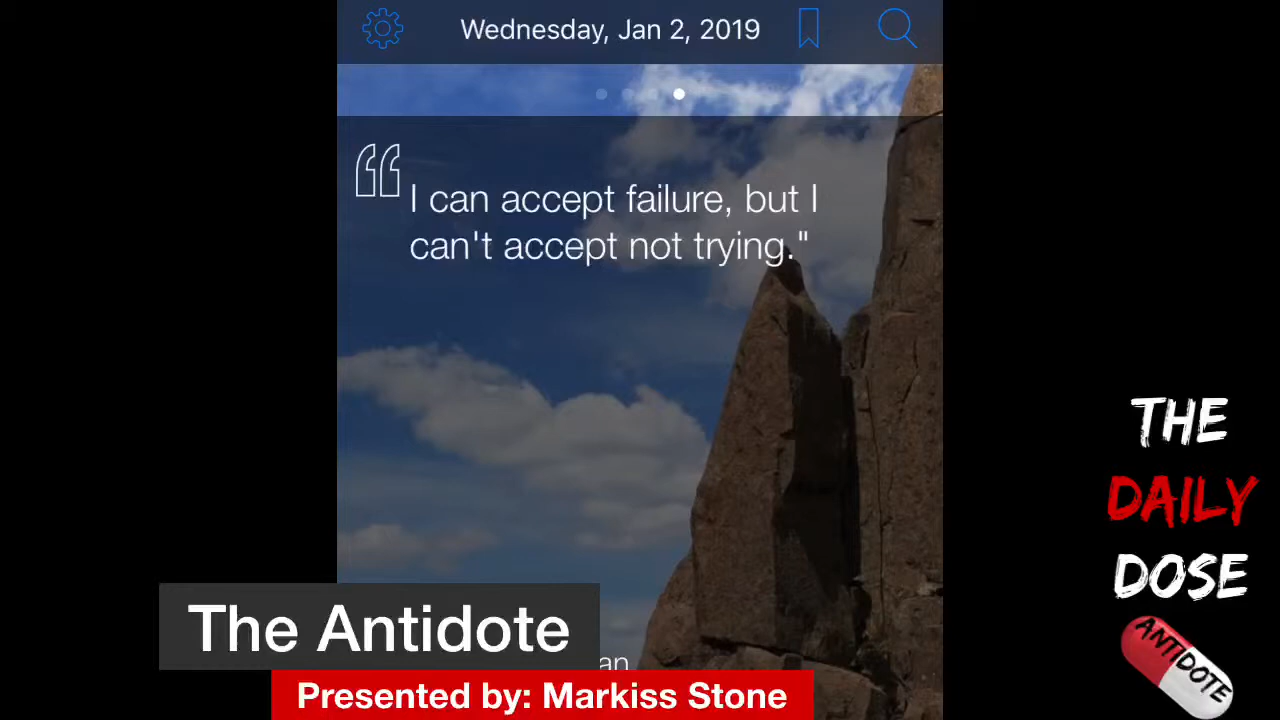 Wednesday, Jan 2, 2019
“I can accept failure, but I
can't accept not trying."
an
The Antidote
Presented by: Markiss Stone
THE
DAILY
DOSE
ANTIDOTE